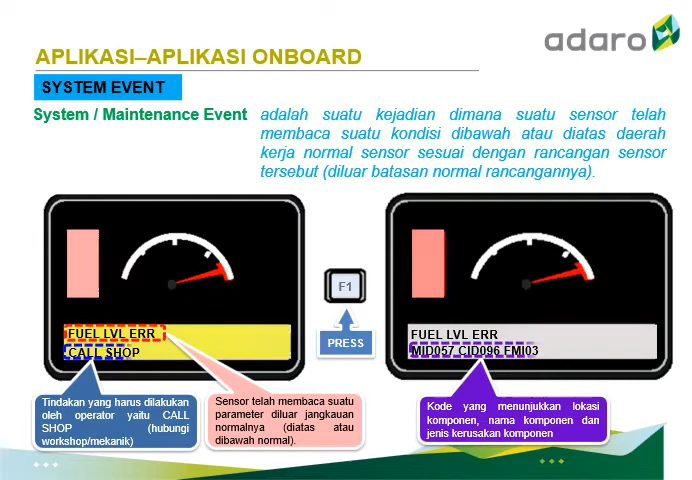 adaro
APLIKASI–APLIKASI ONBOARD
SYSTEM EVENT
System / Maintenance Event adalah suatu kejadian dimana suatu sensor telah
membaca suatu kondisi dibawah atau diatas daerah
kerja normal sensor sesuai dengan rancangan sensor
tersebut (diluar batasan normal rancangannya).
FUEL LVL ERR
CALL SHOP
F1
PRESS
FUEL LVL ERR
MID057 CID096 FMI03
Tindakan yang harus dilakukan
oleh operator yaitu CALL
SHOP (hubungi
workshop/mekanik)
Sensor telah membaca suatu
parameter diluar jangkauan
normalnya (diatas atau
dibawah normal).
Kode yang menunjukkan lokasi
komponen, nama komponen dan
jenis kerusakan komponen